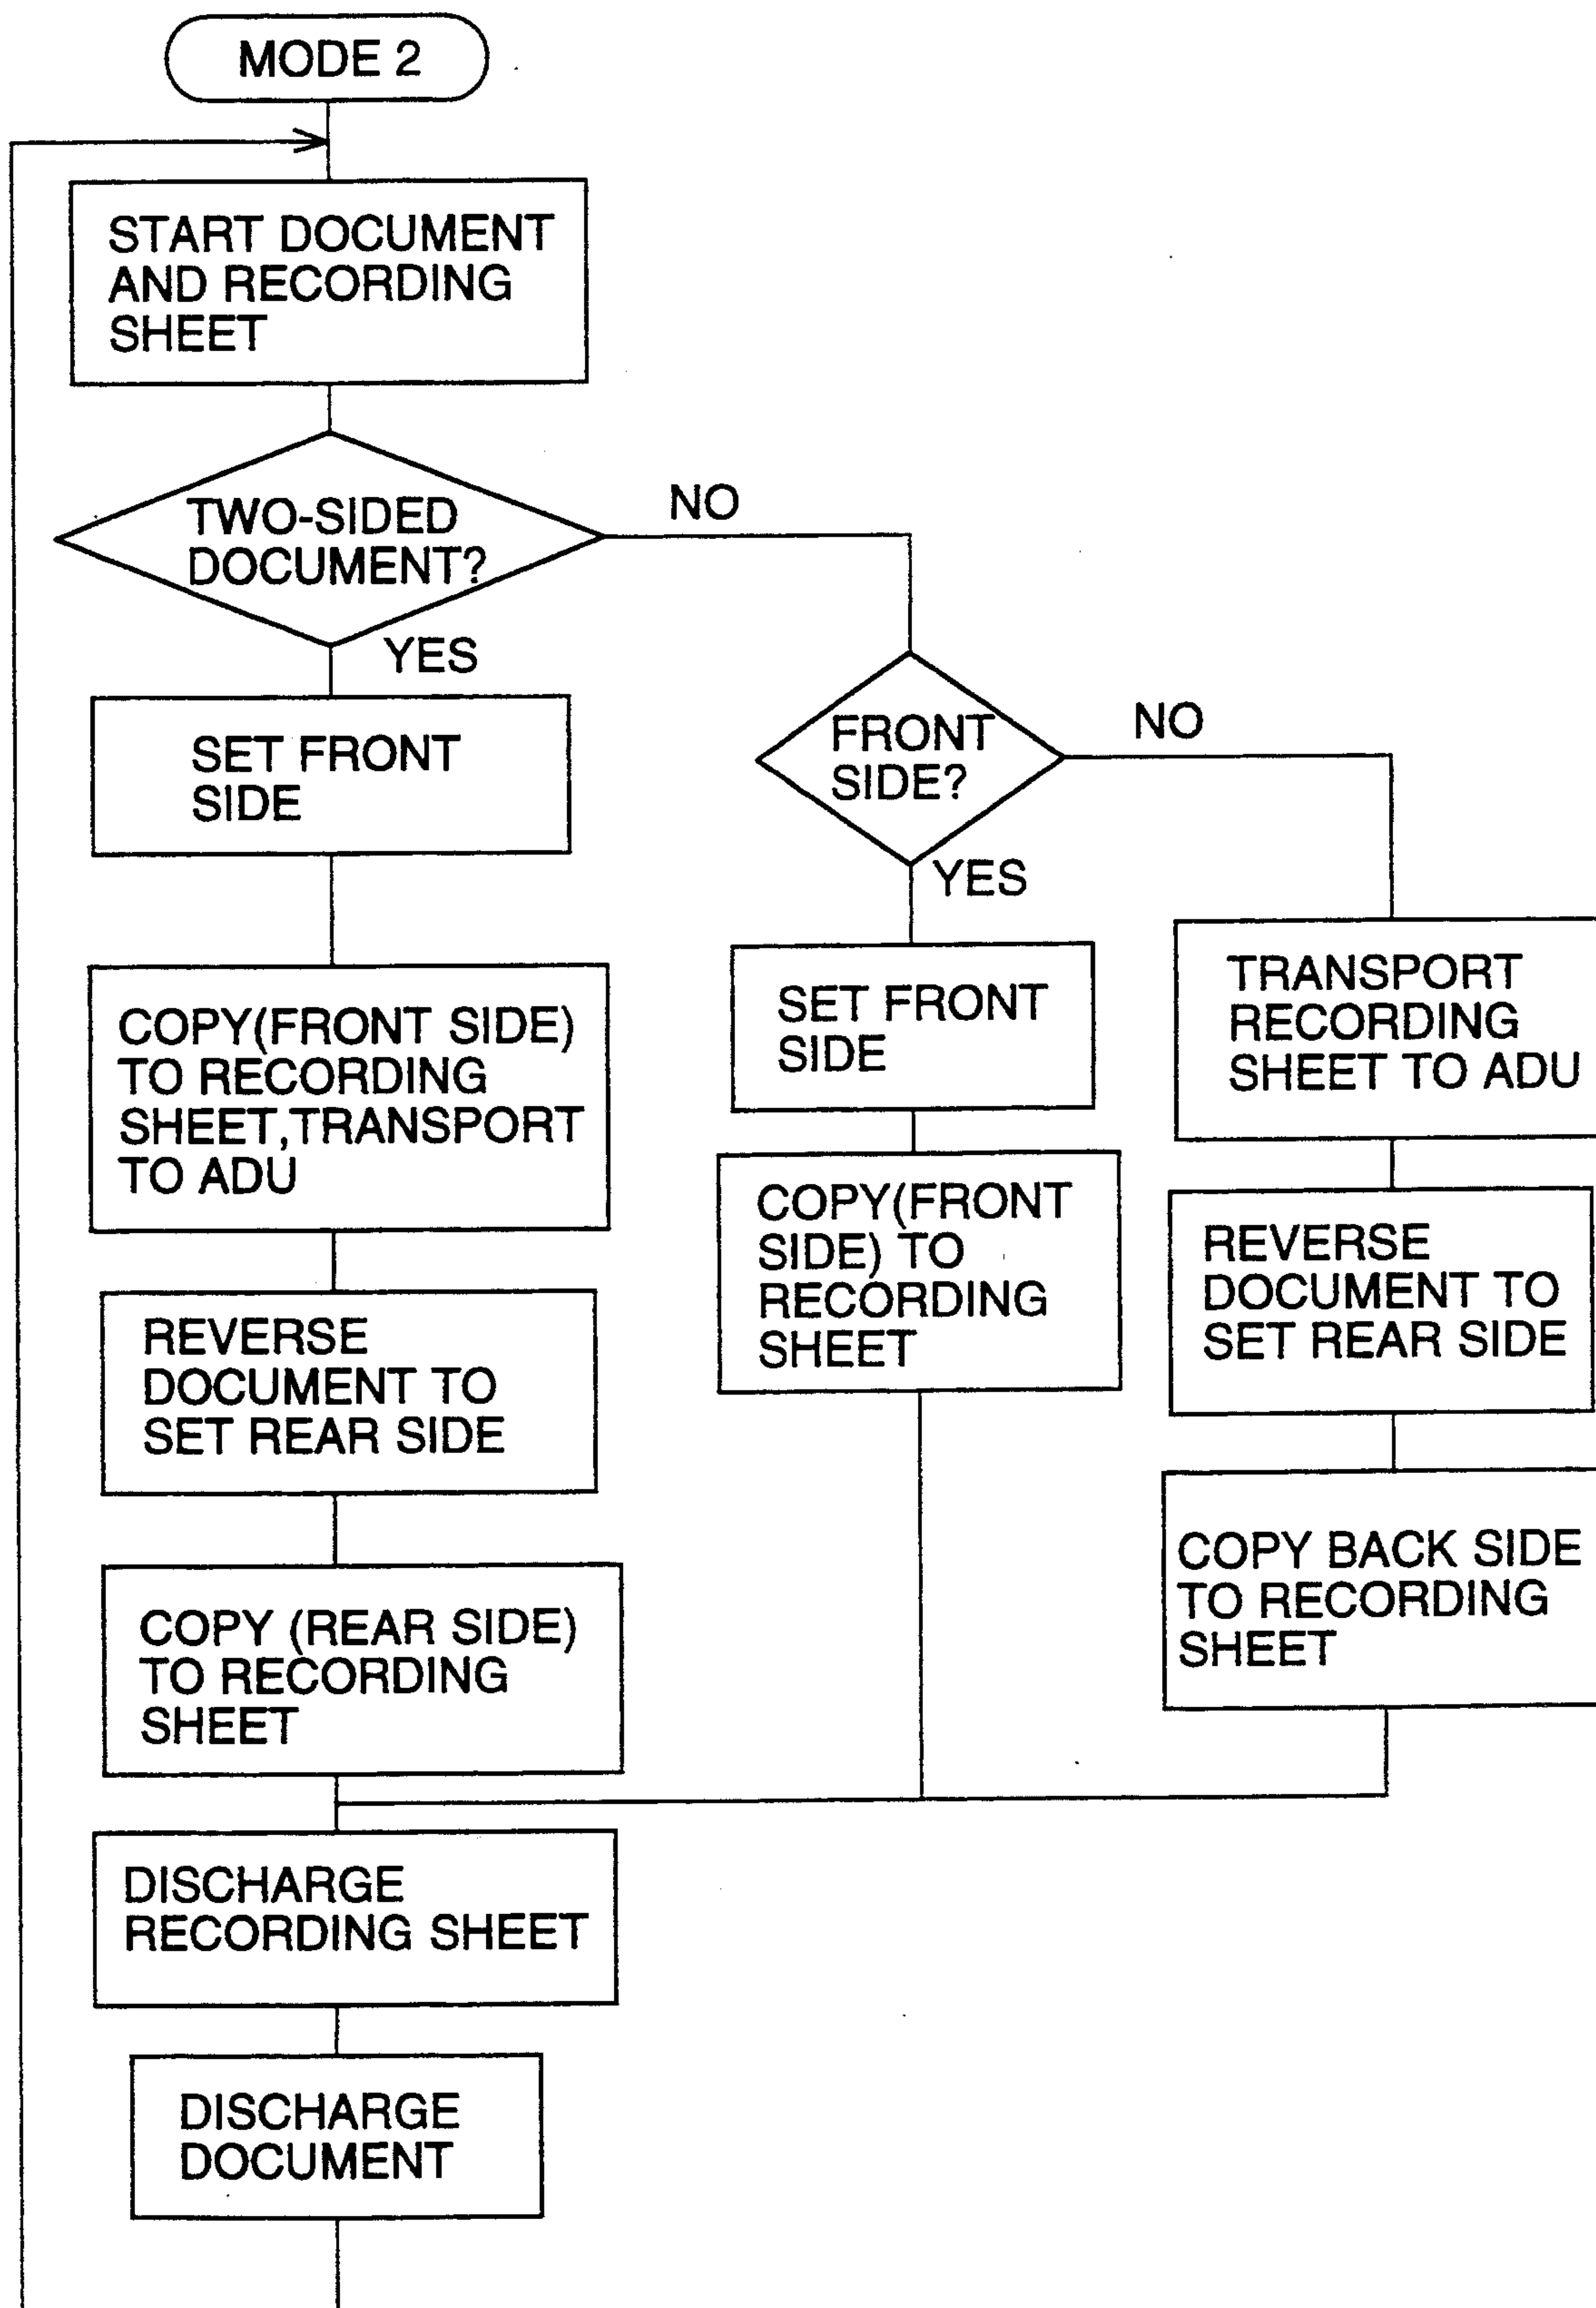 MODE 2
START DOCUMENT
AND RECORDING
SHEET
TWO-SIDED
DOCUMENT?
NO
YES
SET FRONT
SIDE
COPY(FRONT SIDE)
TO RECORDING
SHEET,TRANSPORT
TO ADU
REVERSE
DOCUMENT TO
SET REAR SIDE
COPY (REAR SIDE)
TO RECORDING
SHEET
FRONT
SIDE?
NO
YES
SET FRONT
SIDE
COPY(FRONT
SIDE) TO
RECORDING
SHEET
TRANSPORT
RECORDING
SHEET TO ADU
REVERSE
DOCUMENT TO
SET REAR SIDE
COPY BACK SIDE
TO RECORDING
SHEET
DISCHARGE
RECORDING SHEET
DISCHARGE
DOCUMENT